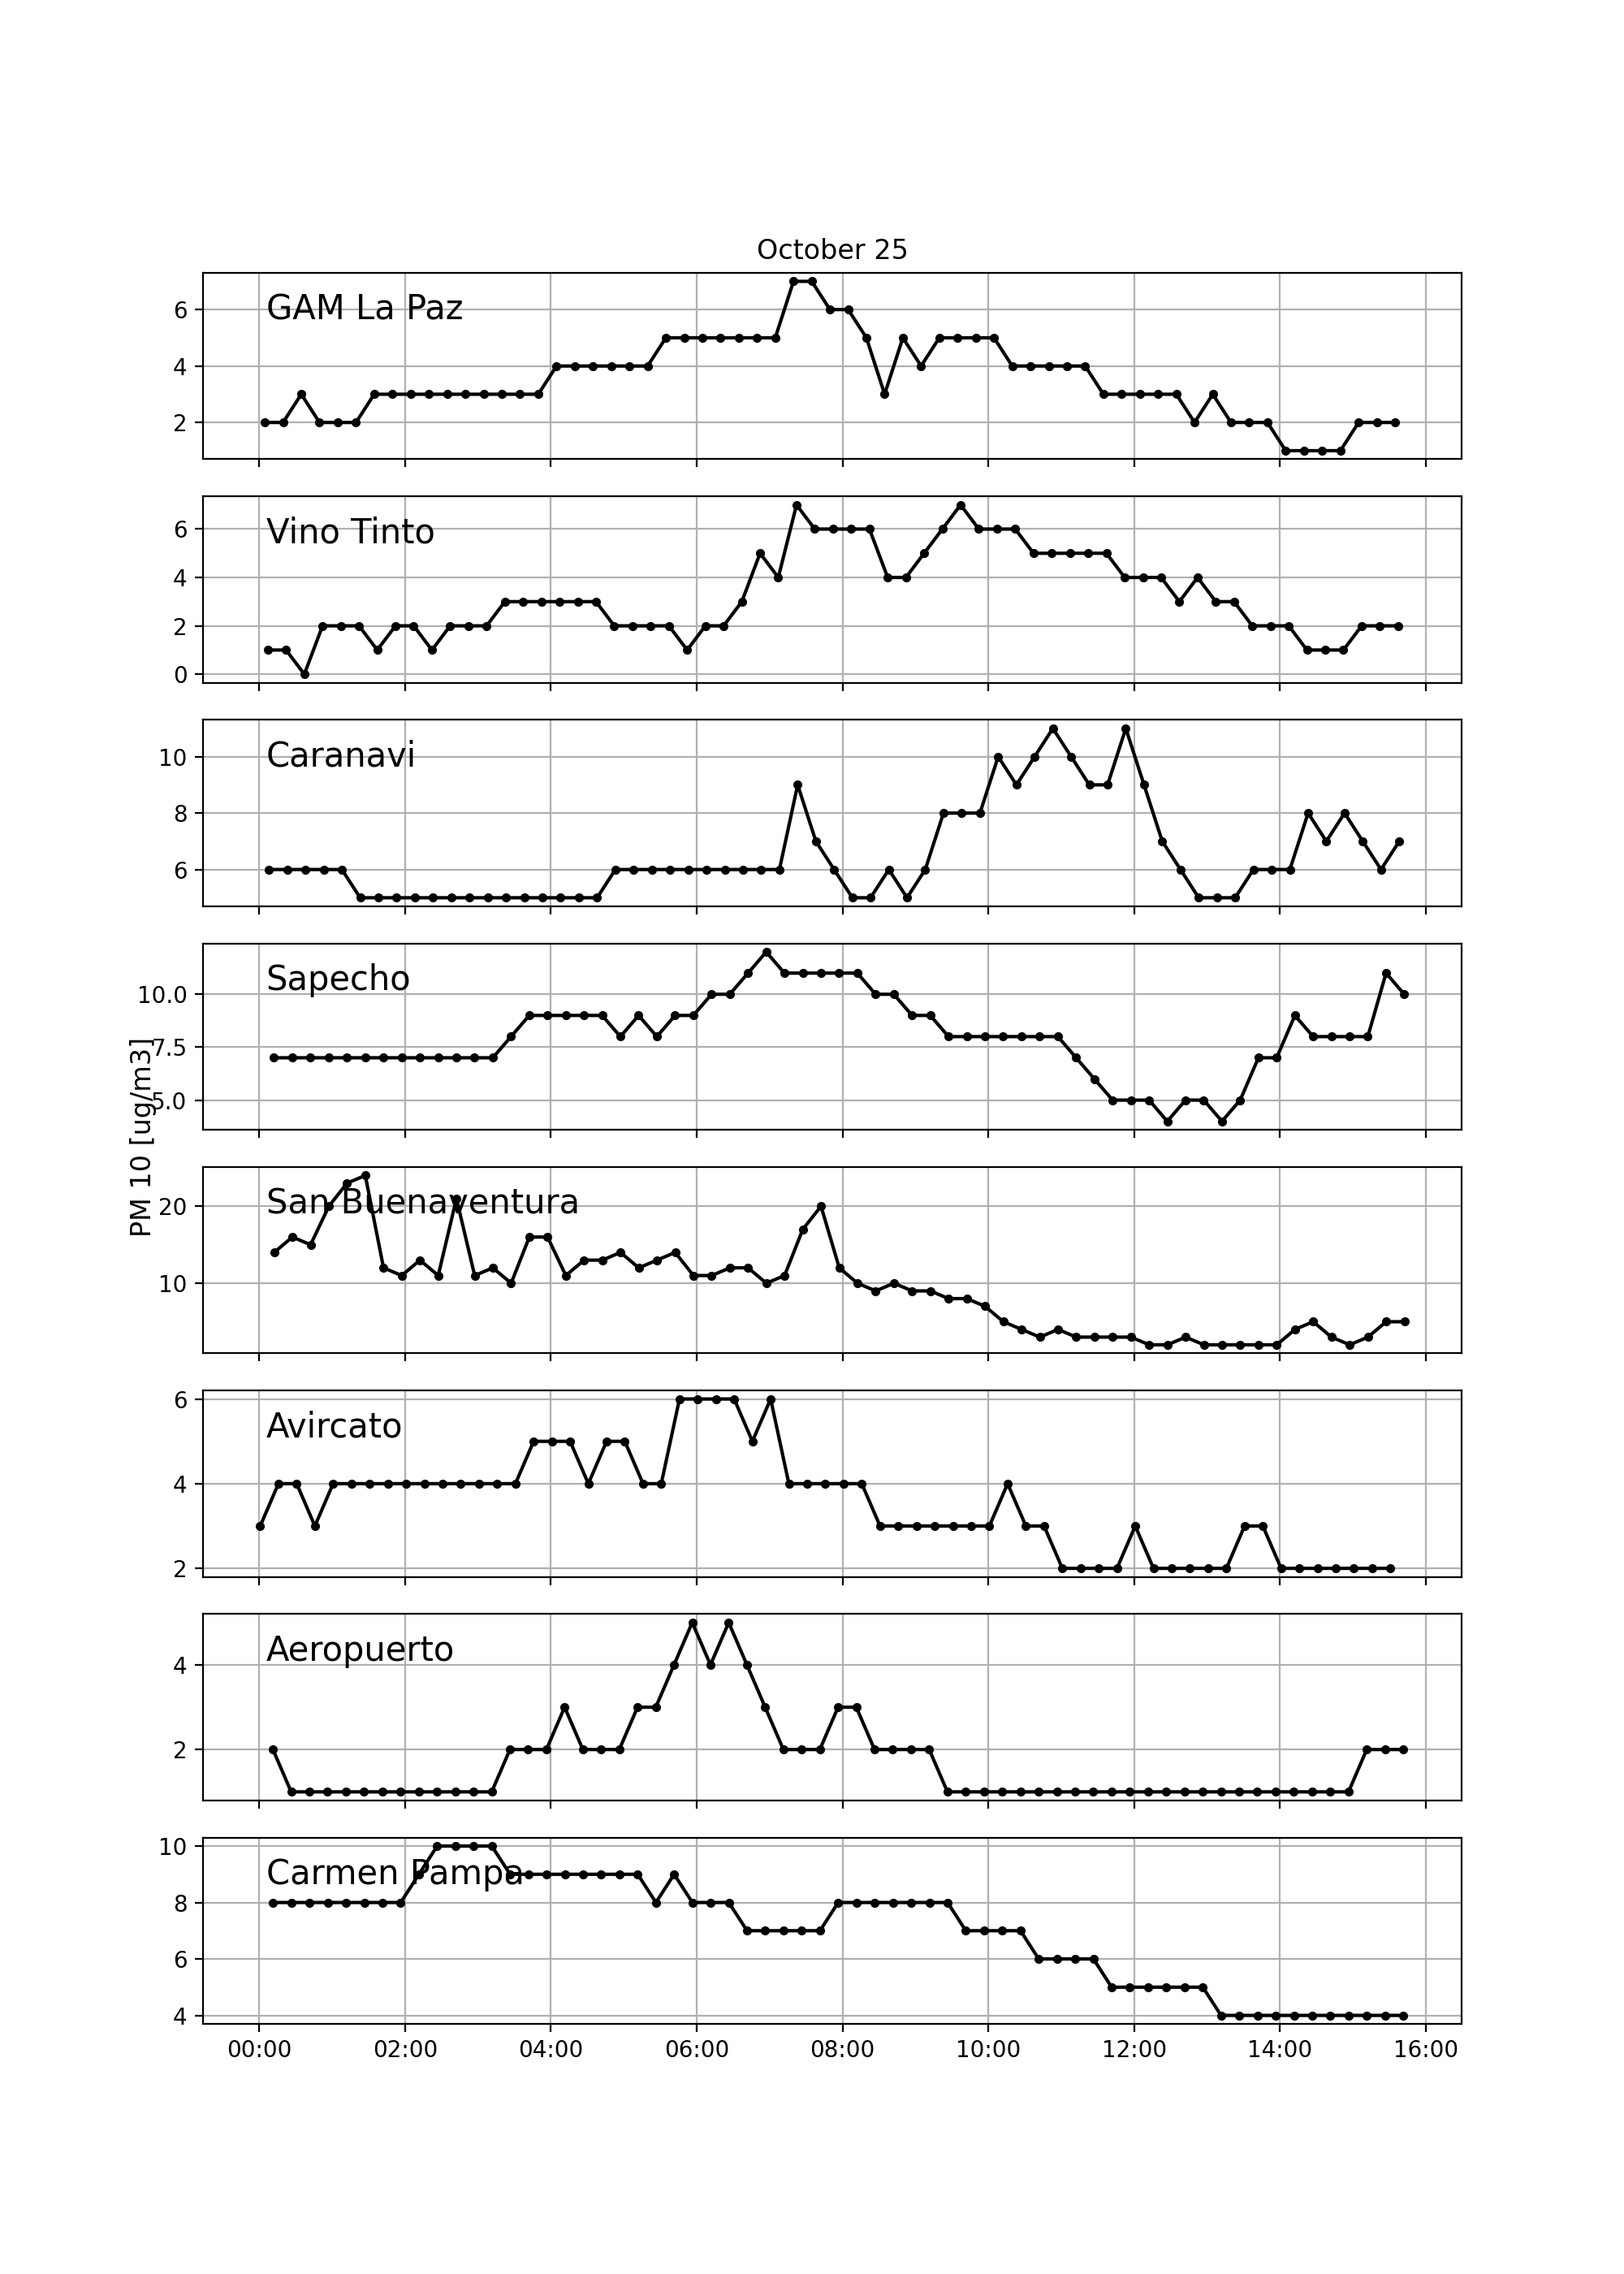 October 25
GAM La Paz
6
4
2
Vino Tinto
6
4
2
0
Caranavi
10
8
6
Sapecho
10.0
7.5
5.0
PM 10 [ug/m3]
San Buenaventura
20
10
Avircato
6
4
2
Aeropuerto
4
2
Carmen Pampa
10
8
6
4
00:00 02:00 04:00 06:00 08:00 10:00 12:00 14:00 16:00